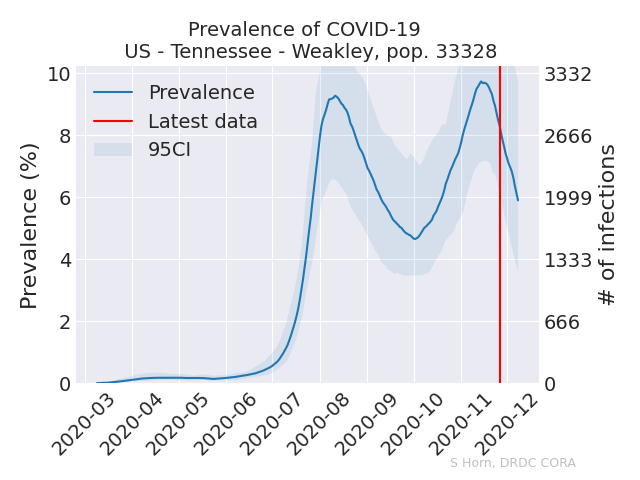 Prevalence of COVID-19
US - Tennessee - Weakley, pop. 33328
Prevalence
Latest data
95CI
Prevalence (%)
10
8
6
4
2
0
3332
2666
1999
1333
666
0
# of infections
2020-03
2020-04
2020-05
2020-06
2020-07
2020-08
2020-09
2020-10
2020-11
2020-12
S Horn, DRDC CORA